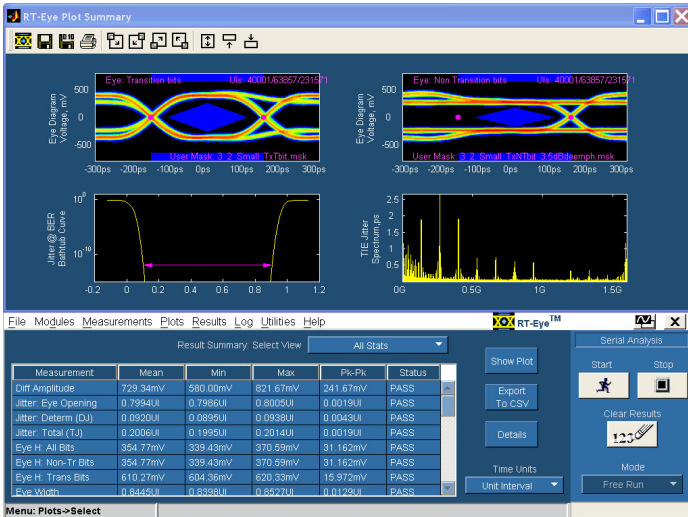 RT-Eye Plot Summary
Eye: Transition bits UIs: 40001/63857/231571
Eye Diagram
Voltage, mV
500
0
-500
User Mask: 3 2 Small TxTbit.msk
-300ps -200ps -100ps 0ps 100ps 200ps 300ps
Eye: Non Transition bits UIs: 40001/63857/231571
Eye Diagram
Voltage, mV
500
0
-500
User Mask: 3 2 Small TxNTbit 3.5dBdeemph.msk
-300ps -200ps -100ps 0ps 100ps 200ps 300ps
Jitter @ BER
Bathtub Curve
10^0
10^-10
-0.2 0 0.2 0.4 0.6 0.8 1 1.2
TIE Jitter
Spectrum,ps
2.5
2
1.5
1
0.5
0G 0.5G 1G 1.5G
File Modules Measurements Plots Results Log Utilities Help RT-Eye™ X
Result Summary: Select View All Stats
Measurement Mean Min Max Pk-Pk Status
Diff Amplitude 729.34mV 580.00mV 821.67mV 241.67mV PASS
Jitter: Eye Opening 0.7994UI 0.7986UI 0.8005UI 0.0019UI PASS
Jitter: Determ (DJ) 0.0920UI 0.0895UI 0.0938UI 0.0043UI PASS
Jitter: Total (TJ) 0.2006UI 0.1995UI 0.2014UI 0.0019UI PASS
Eye H: All Bits 354.77mV 339.43mV 370.59mV 31.162mV PASS
Eye H: Non-Tr Bits 354.77mV 339.43mV 370.59mV 31.162mV PASS
Eye H: Trans Bits 610.27mV 604.36mV 620.33mV 15.972mV PASS
Eye Width 0.8445UI 0.8398UI 0.8527UI 0.0129UI PASS
Show Plot
Export
To CSV
Details
Time Units
Unit Interval
Serial Analysis
Start Stop
Clear Results
123
Mode
Free Run
Menu: Plots->Select